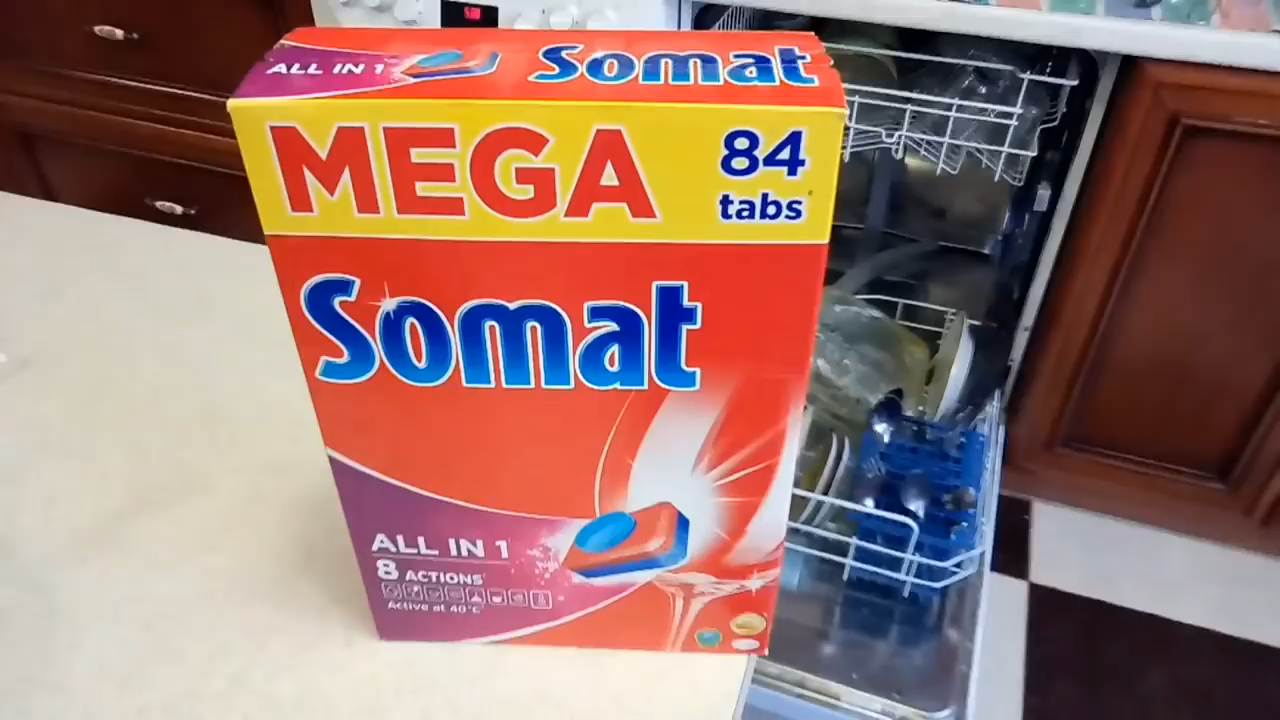 ALL IN 1
Somat
MEGA
84
tabs
Somat
ALL IN 1
8 ACTIONS
Active at 40°C